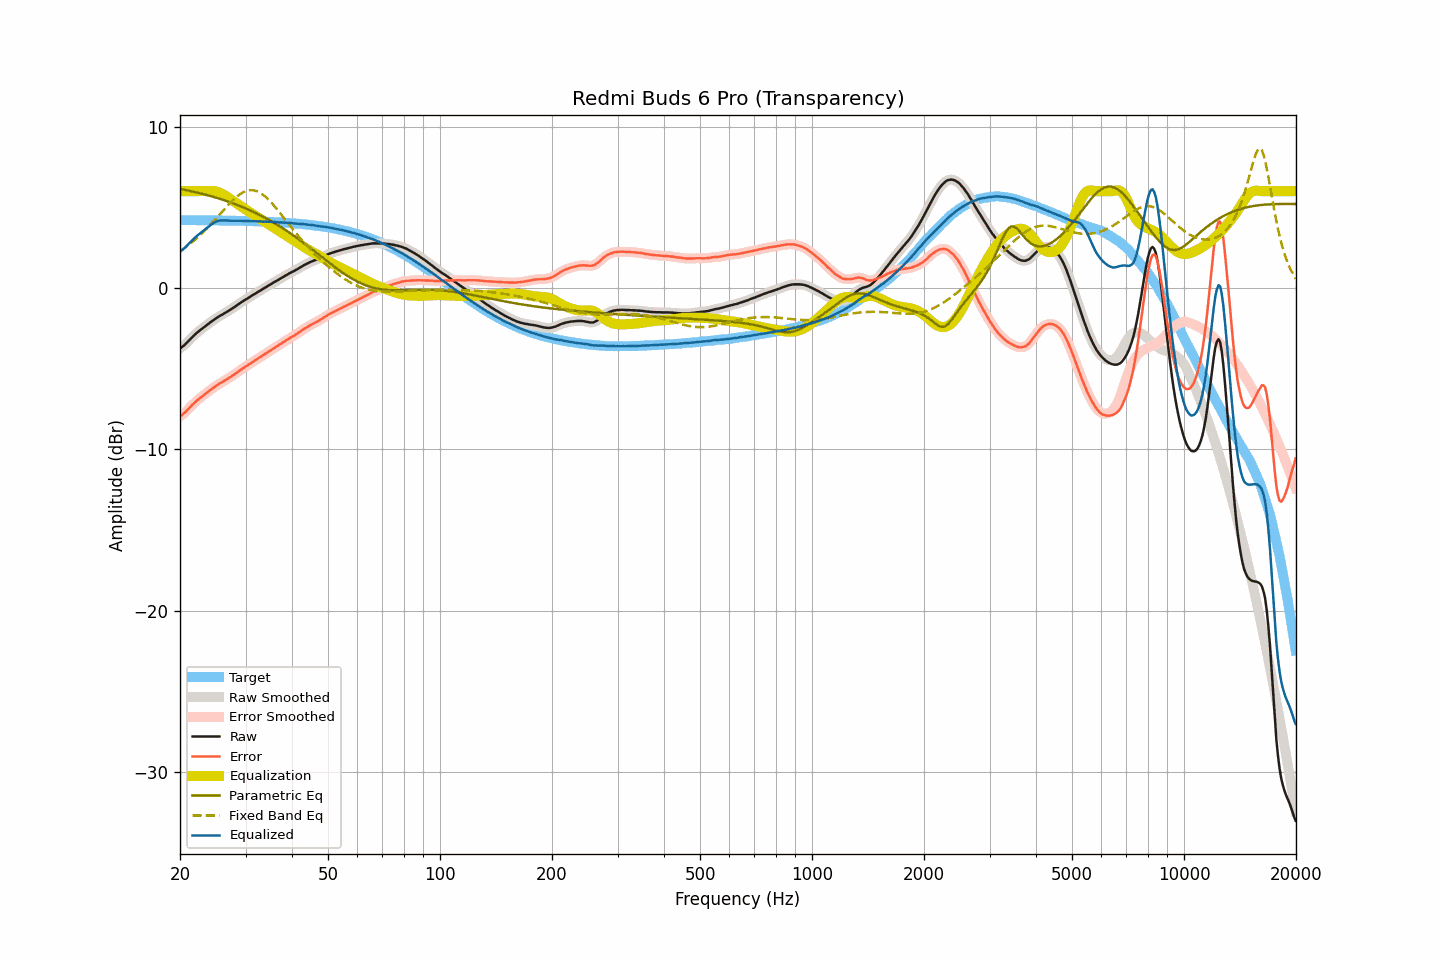 Redmi Buds 6 Pro (Transparency)
10
0
−10
−20
−30
Amplitude (dBr)
Target
Raw Smoothed
Error Smoothed
Raw
Error
Equalization
Parametric Eq
Fixed Band Eq
Equalized
20 50 100 200 500 1000 2000 5000 10000 20000
Frequency (Hz)